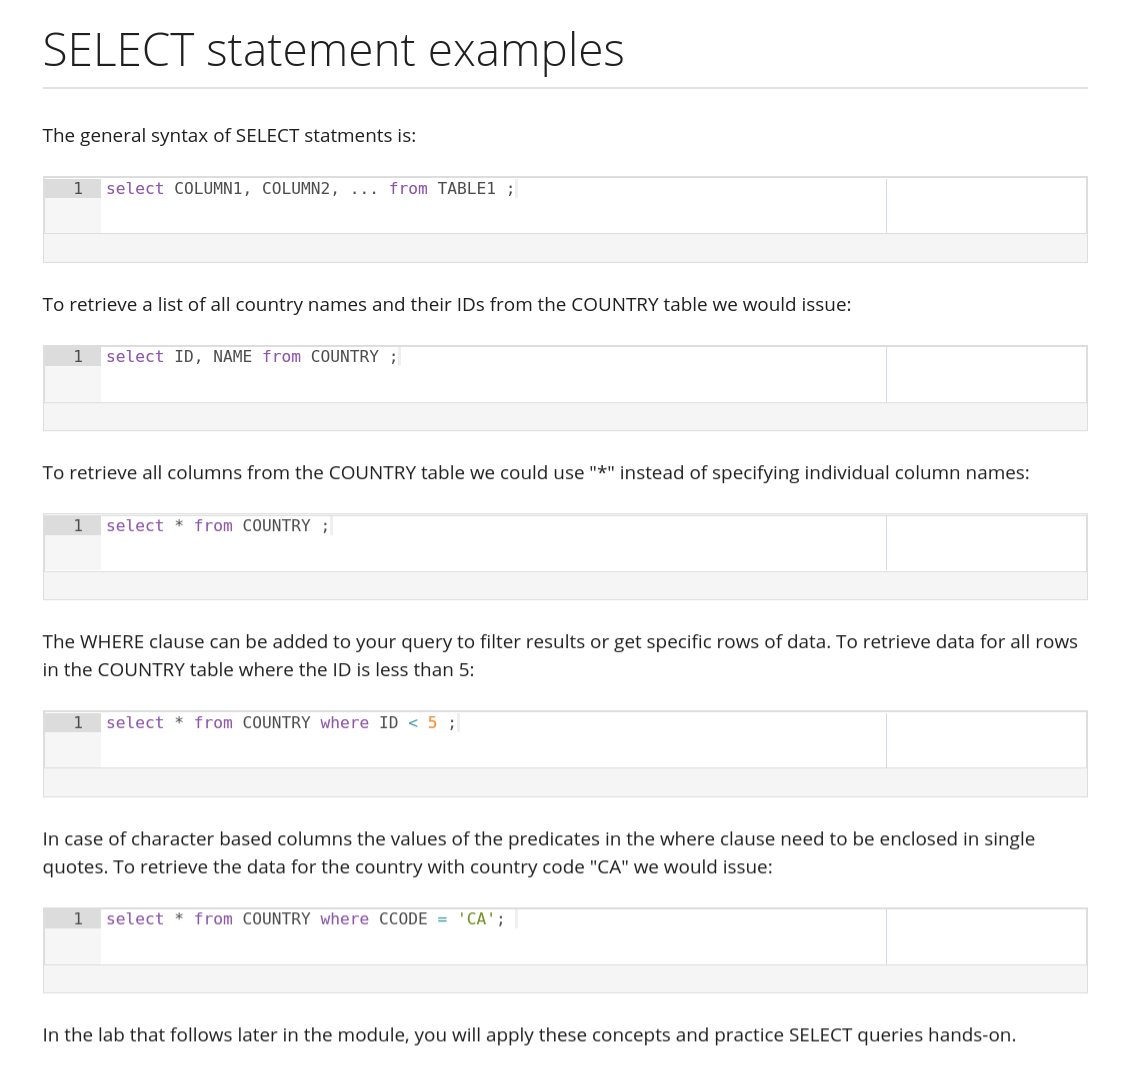 SELECT statement examples
The general syntax of SELECT statments is:
1 select COLUMN1, COLUMN2, ... from TABLE1 ;
To retrieve a list of all country names and their IDs from the COUNTRY table we would issue:
1 select ID, NAME from COUNTRY ;
To retrieve all columns from the COUNTRY table we could use "*" instead of specifying individual column names:
1 select * from COUNTRY ;
The WHERE clause can be added to your query to filter results or get specific rows of data. To retrieve data for all rows
in the COUNTRY table where the ID is less than 5:
1 select * from COUNTRY where ID < 5 ;
In case of character based columns the values of the predicates in the where clause need to be enclosed in single
quotes. To retrieve the data for the country with country code "CA" we would issue:
1 select * from COUNTRY where CCODE = 'CA';
In the lab that follows later in the module, you will apply these concepts and practice SELECT queries hands-on.